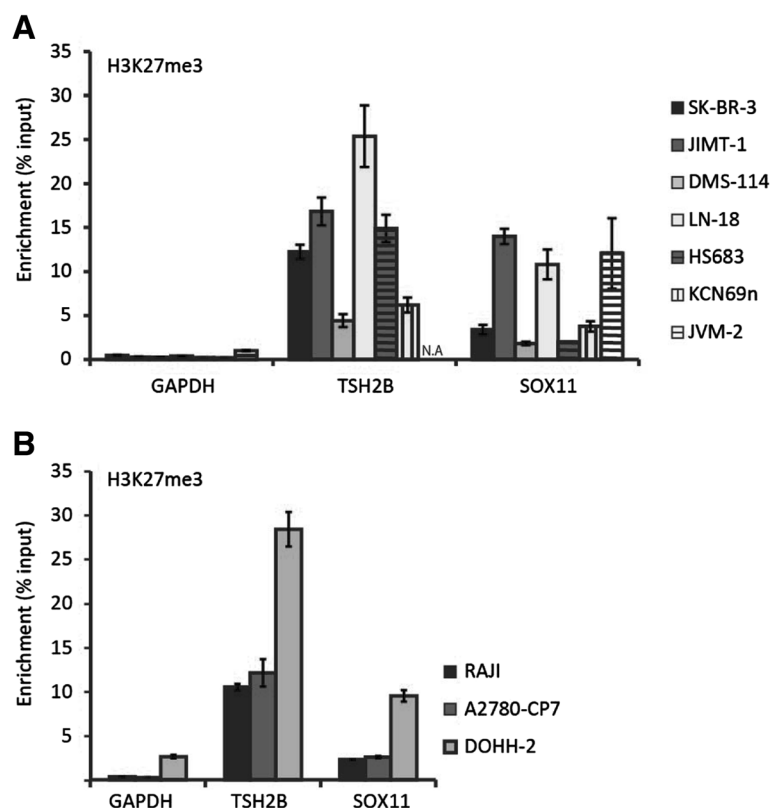 A
H3K27me3
Enrichment (% input)
35
30
25
20
15
10
5
0
N.A
GAPDH
TSH2B
SOX11
SK-BR-3
JIMT-1
DMS-114
LN-18
HS683
KCN69n
JVM-2
B
H3K27me3
Enrichment (% input)
35
30
25
20
15
10
5
GAPDH
TSH2B
SOX11
RAJI
A2780-CP7
DOHH-2